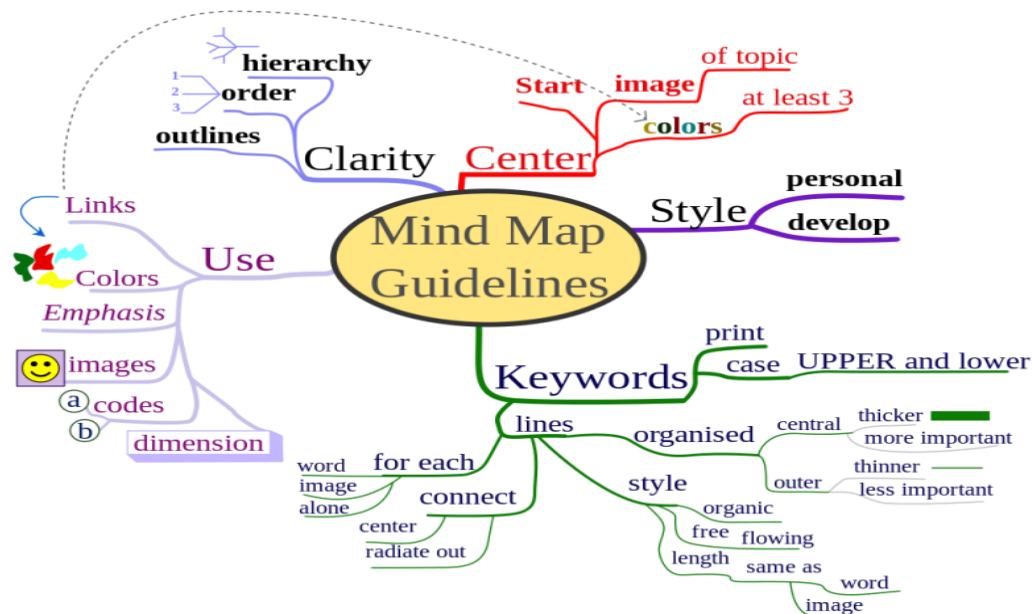 Mind Map
Guidelines
Clarity
hierarchy
order
1
2
3
outlines
Center
Start
image
of topic
colors
at least 3
Style
personal
develop
Use
Links
Colors
Emphasis
images
codes
a
b
dimension
Keywords
print
case
UPPER and lower
lines
for each
word
image
alone
connect
center
radiate out
organised
central
thicker
more important
outer
thinner
less important
style
organic
free flowing
length
same as
word
image